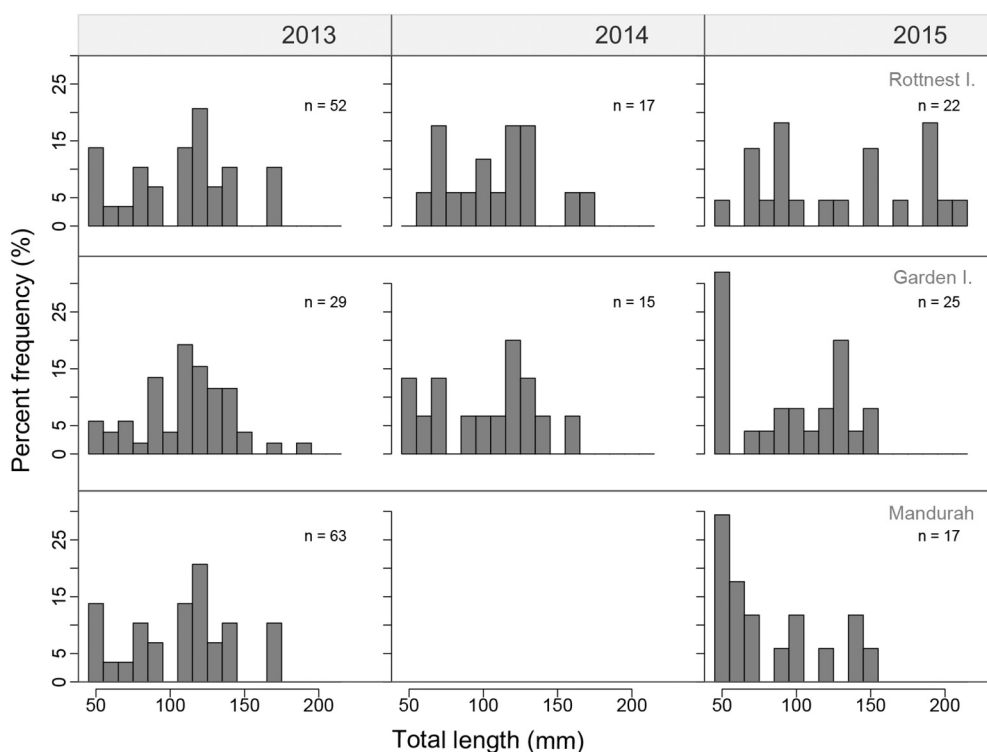 2013 2014 2015
Rottnest I.
n = 52 n = 17 n = 22
25
15
5
0
Garden I.
n = 29 n = 15 n = 25
25
15
5
0
Percent frequency (%)
Mandurah
n = 63 n = 17
25
15
5
0
50 100 150 200 50 100 150 200 50 100 150 200
Total length (mm)